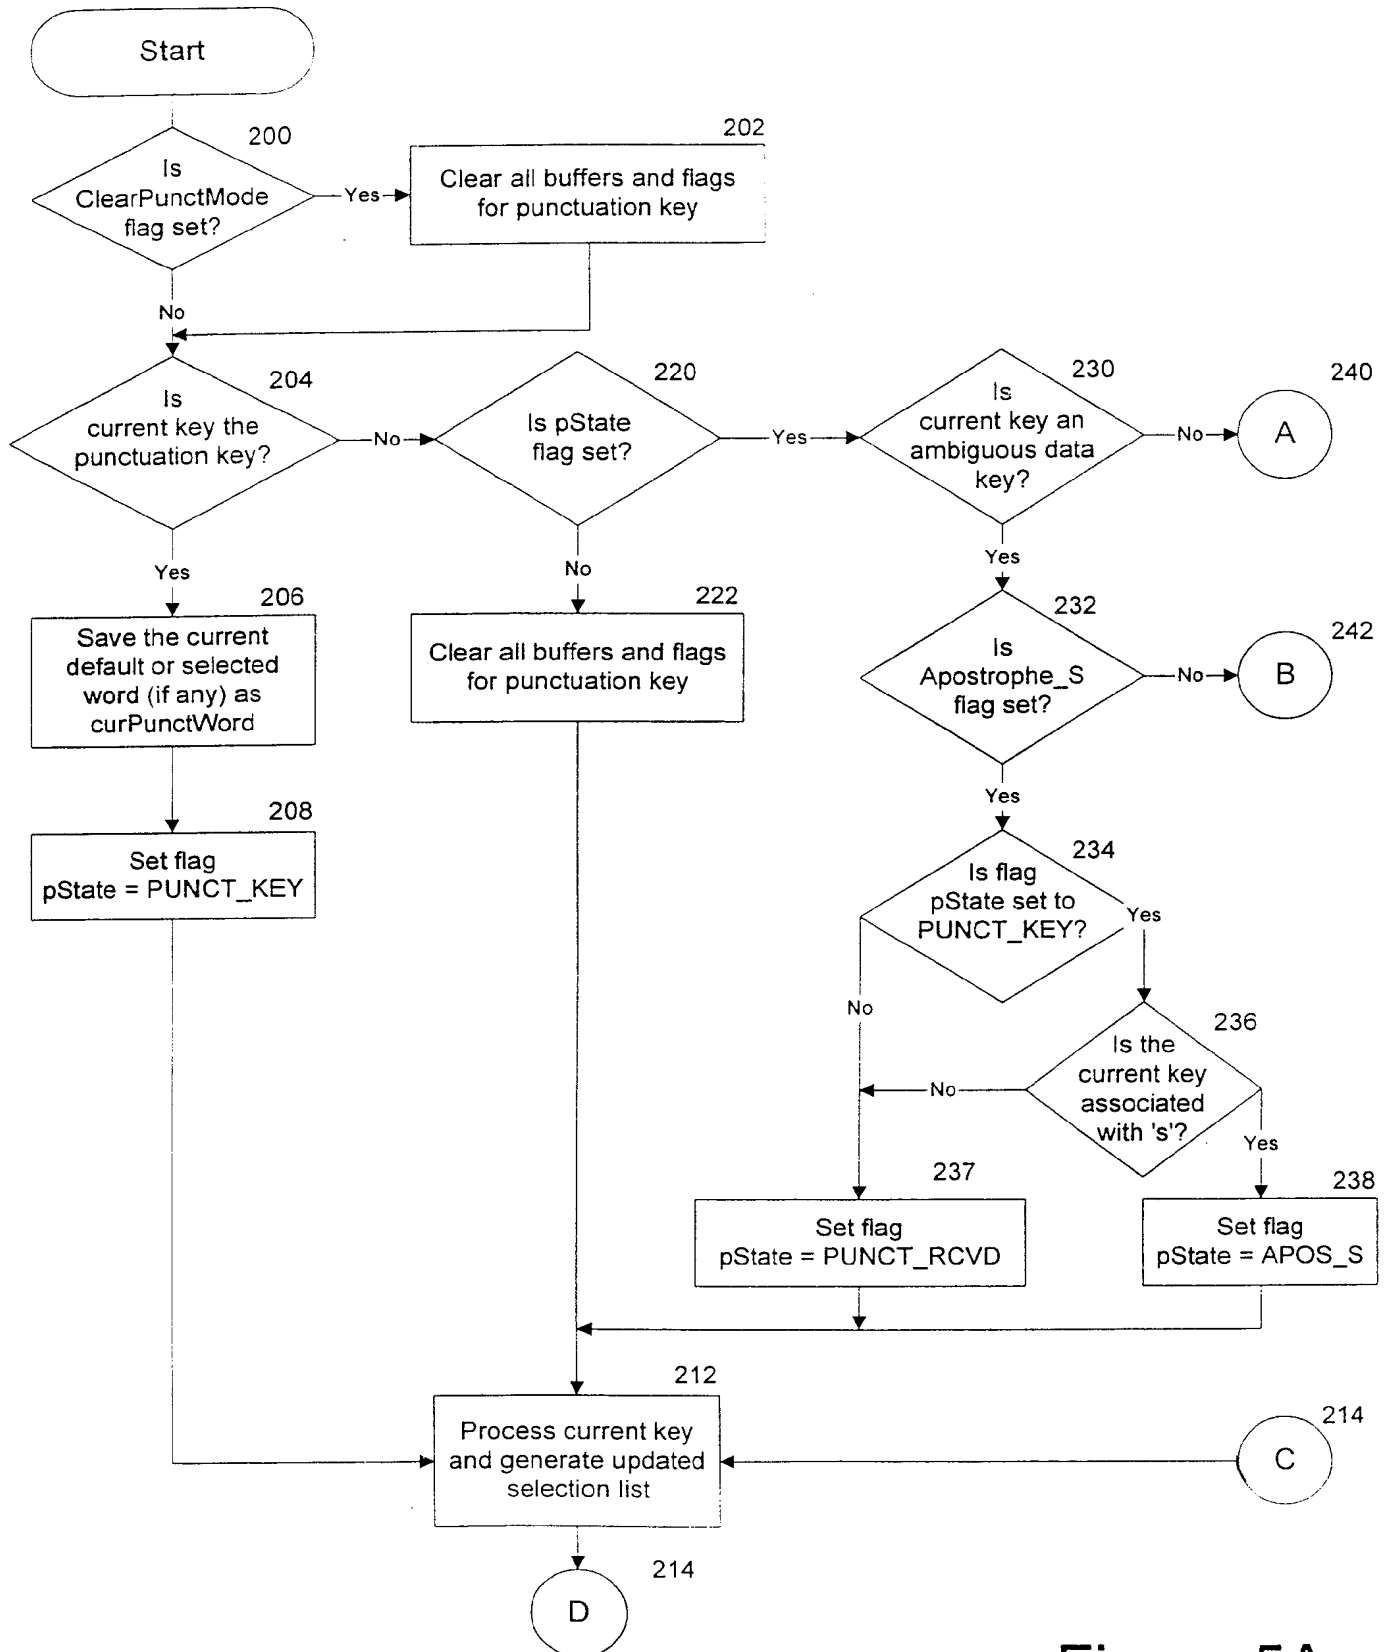 Start
200
Is
ClearPunctMode
flag set?
Yes
202
Clear all buffers and flags
for punctuation key
No
204
Is
current key the
punctuation key?
No
220
Is pState
flag set?
Yes
230
Is
current key an
ambiguous data
key?
No
240
A
Yes
206
Save the current
default or selected
word (if any) as
curPunctWord
No
222
Clear all buffers and flags
for punctuation key
Yes
232
Is
Apostrophe_S
flag set?
No
242
B
208
Set flag
pState = PUNCT_KEY
Yes
234
Is flag
pState set to
PUNCT_KEY?
Yes
No
236
Is the
current key
associated
with 's'?
No
Yes
237
Set flag
pState = PUNCT_RCVD
238
Set flag
pState = APOS_S
212
Process current key
and generate updated
selection list
214
C
214
D